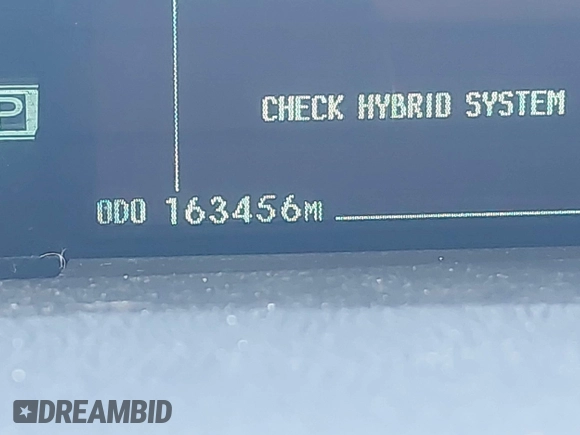 P
CHECK HYBRID SYSTEM
ODO 163456MI
DREAMBID